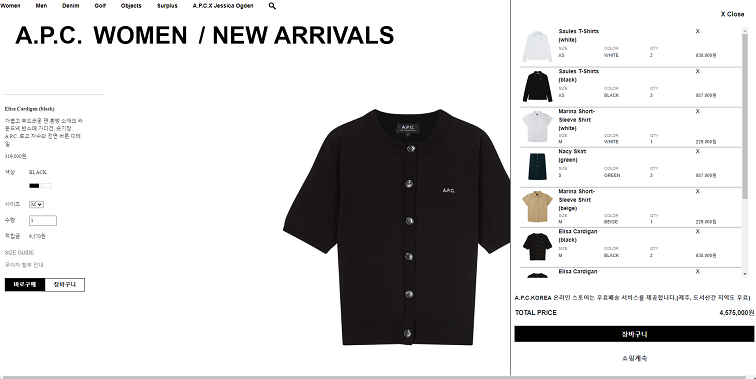 Women Men Denim Golf Objects Surplus A.P.C.X Jessica Ogden
A.P.C. WOMEN / NEW ARRIVALS
Elisa Cardigan (black)
가볍고 부드러운 면 혼방 소재의 라
운드넥 반소매 가디건. 손기장.
A.P.C. 로고 자수와 전면 버튼 디테
일.
319,000원
색상 BLACK
사이즈 M
수량 1
적립금 9,570원
SIZE GUIDE
무이자 할부 안내
바로구매 장바구니
A.P.C.
A.P.C.
X Close
Saules T-Shirts
(white)
X
SIZE COLOR QTY
XS WHITE 2 638,000원
Saules T-Shirts
(black)
X
SIZE COLOR QTY
XS BLACK 3 957,000원
Marina Short-
Sleeve Shirt
(white)
X
SIZE COLOR QTY
M WHITE 1 229,000원
Nacy Skirt
(green)
X
SIZE COLOR QTY
S GREEN 3 957,000원
Marina Short-
Sleeve Shirt
(beige)
X
SIZE COLOR QTY
M BEIGE 1 229,000원
Elisa Cardigan
(black)
X
SIZE COLOR QTY
M BLACK 2 638,000원
Elisa Cardigan
X
A.P.C.KOREA 온라인 스토어는 무료배송 서비스를 제공합니다.(제주, 도서산간 지역도 무료)
TOTAL PRICE 4,575,000원
장바구니
쇼핑계속